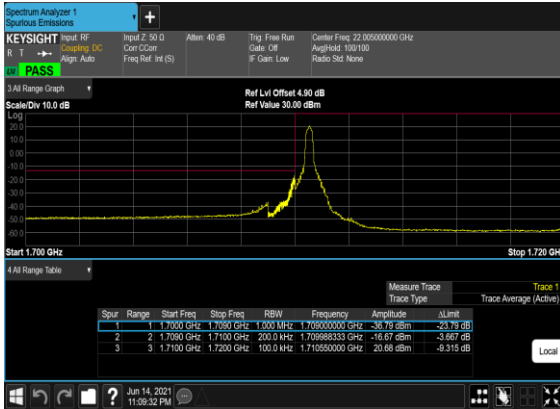 Spectrum Analyzer 1
Spurious Emissions
+
KEYSIGHT Input: RF Input Z: 50 Ω Atten: 40 dB Trig: Free Run Center Freq: 22.005000000 GHz
R T Coupling: DC Corr CCorr Gate: Off Avg|Hold: 100/100
Align: Auto Freq Ref: Int (S) IF Gain: Low Radio Std: None
PASS
3 All Range Graph
Ref Lvl Offset 4.90 dB
Scale/Div 10.0 dB Ref Value 30.00 dBm
Log
20.0
10.0
0.00
-10.0
-20.0
-30.0
-40.0
-50.0
-60.0
Start 1.700 GHz Stop 1.720 GH
4 All Range Table
Measure Trace Trace 1
Trace Type Trace Average (Active)
Spur Range Start Freq Stop Freq RBW Frequency Amplitude ΔLimit
1 1 1.7000 GHz 1.7090 GHz 1.000 MHz 1.709000000 GHz -36.79 dBm -23.79 dB
2 2 1.7090 GHz 1.7100 GHz 200.0 kHz 1.709988333 GHz -16.67 dBm -3.667 dB
3 3 1.7100 GHz 1.7200 GHz 100.0 kHz 1.710550000 GHz 20.68 dBm -9.315 dB
Local
? Jun 14, 2021
11:09:32 PM